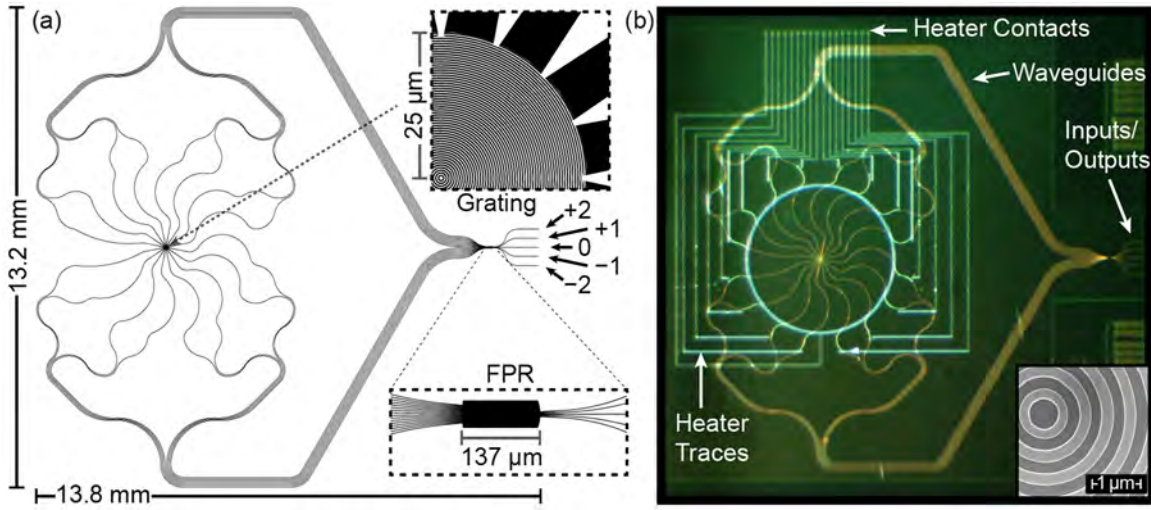 (a)
13.2 mm
13.8 mm
25 µm
Grating
+2
+1
0
−1
−2
FPR
137 µm
(b)
Heater Contacts
Waveguides
Inputs/
Outputs
Heater
Traces
1 µm